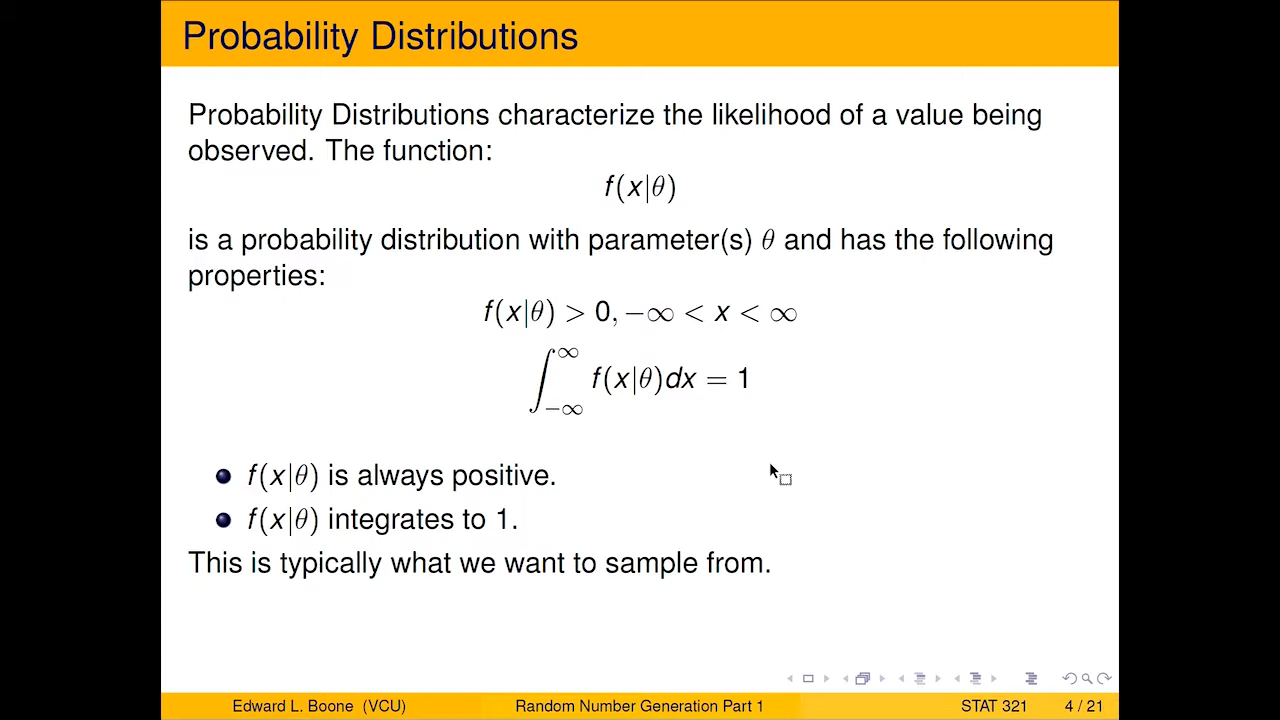 Probability Distributions
Probability Distributions characterize the likelihood of a value being
observed. The function:
f(x|θ)
is a probability distribution with parameter(s) θ and has the following
properties:
f(x|θ) > 0, −∞ < x < ∞
∫_{−∞}^{∞} f(x|θ)dx = 1
f(x|θ) is always positive.
f(x|θ) integrates to 1.
This is typically what we want to sample from.
Edward L. Boone (VCU) Random Number Generation Part 1 STAT 321 4 / 21